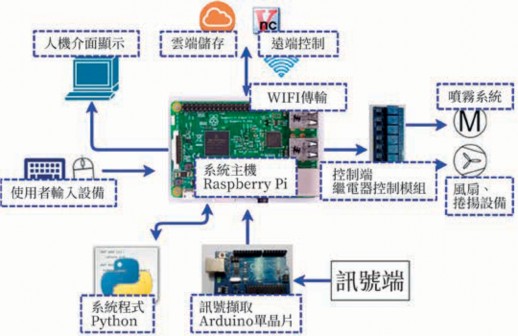 人機介面顯示
雲端儲存
Vnc
遠端控制
WIFI傳輸
噴霧系統
M
使用者輸入設備
系統主機
Raspberry Pi
控制端
繼電器控制模組
風扇、
捲揚設備
系統程式
Python
訊號擷取
Arduino單晶片
訊號端